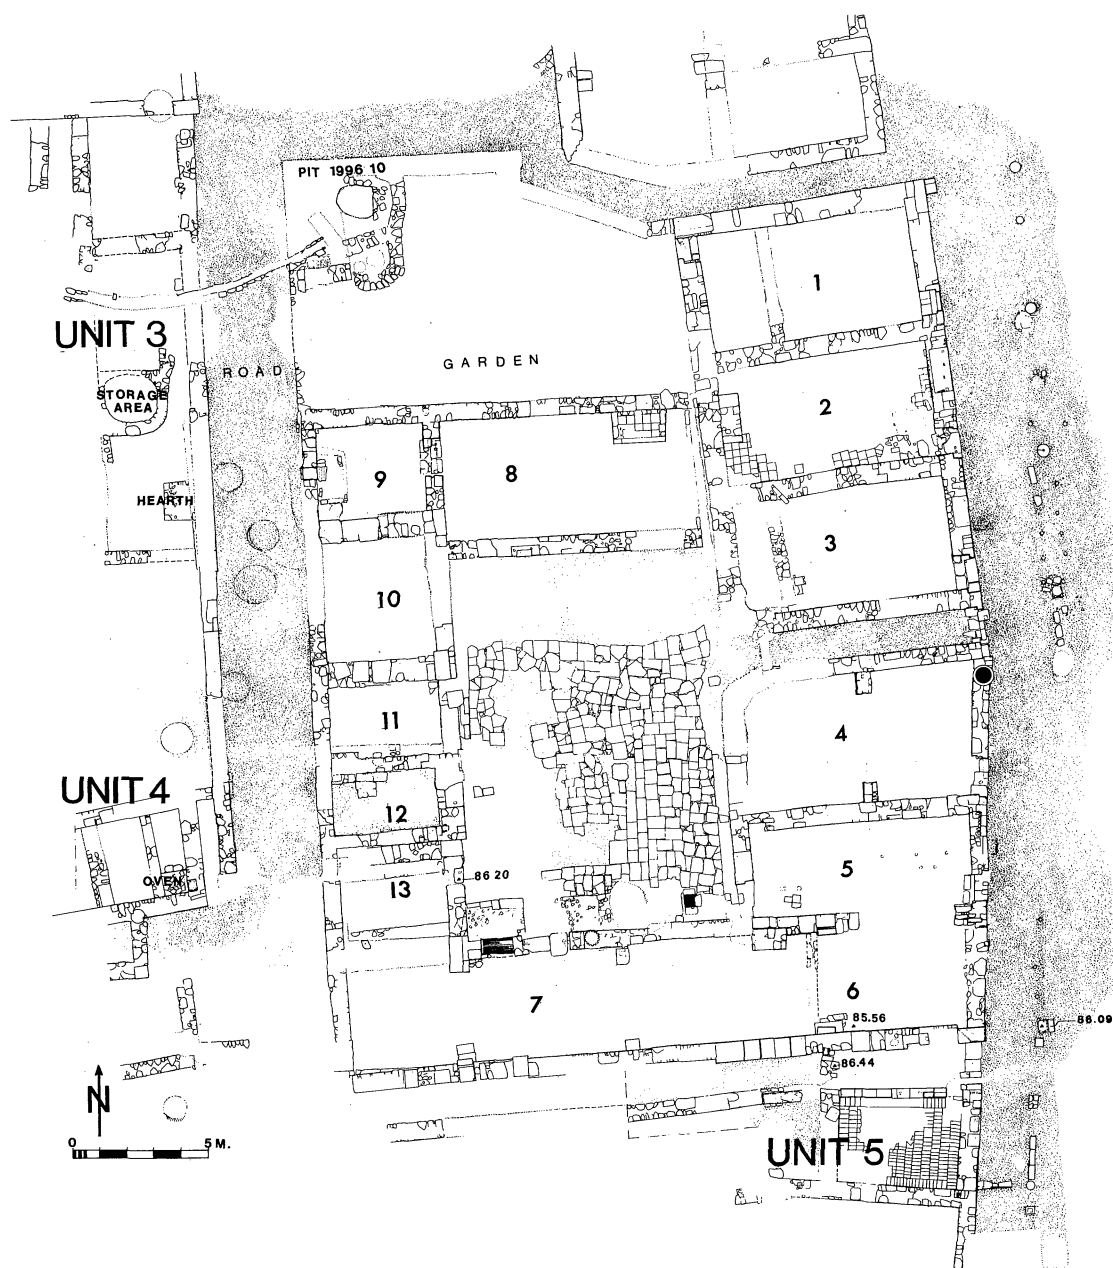 PIT 1996 10
1
UNIT 3
ROAD
GARDEN
STORAGE
AREA
2
9
8
HEARTH
3
10
11
4
UNIT 4
12
OVEN
86 20
5
13
7
6
85.56
86.09
86.44
N
0
5 M.
UNIT 5